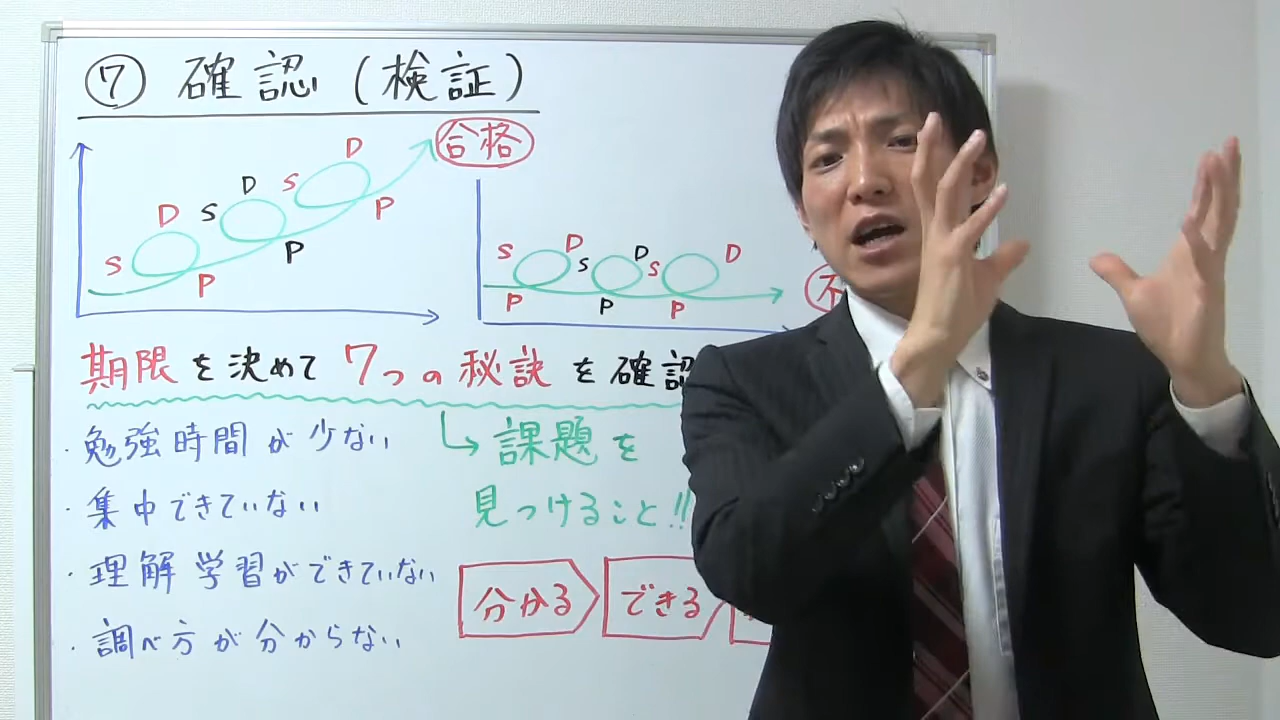 ⑦ 確認 (検証)
合格
D
S
P
D
S
P
D
S
P
S
D
P
S
D
P
S
D
P
不
期限を決めて 7つの秘訣を確認
・勉強時間が少ない
・集中できていない
・理解学習ができていない
・調べ方が分からない
課題を
見つけること!!
分かる
できる